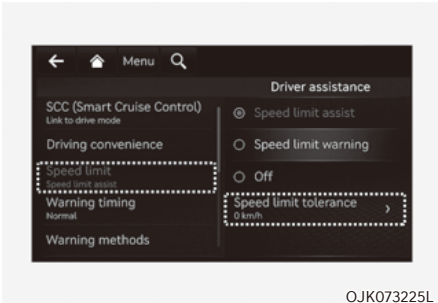 Menu
Driver assistance
SCC (Smart Cruise Control)
Link to drive mode
Driving convenience
Speed limit
Speed limit assist
Warning timing
Normal
Warning methods
Speed limit assist
Speed limit warning
Off
Speed limit tolerance
0 km/h
OJK073225L